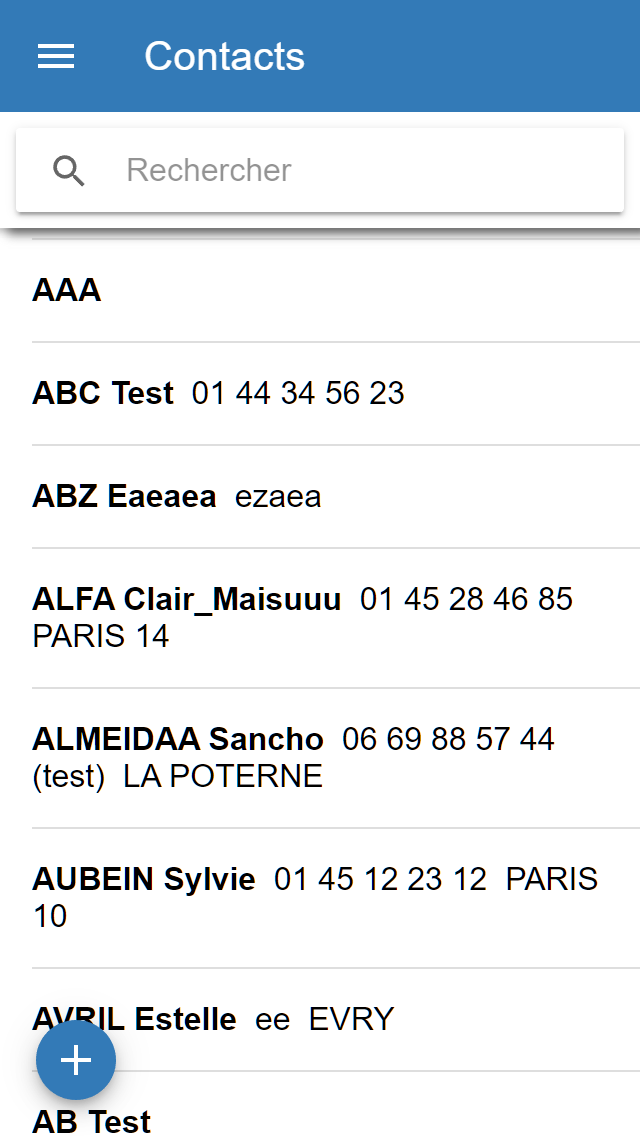 Contacts
Rechercher
AAA
ABC Test 01 44 34 56 23
ABZ Eaeaea ezaea
ALFA Clair_Maisuuu 01 45 28 46 85
PARIS 14
ALMEIDAA Sancho 06 69 88 57 44
(test) LA POTERNE
AUBEIN Sylvie 01 45 12 23 12 PARIS
10
AVRIL Estelle ee EVRY
AB Test